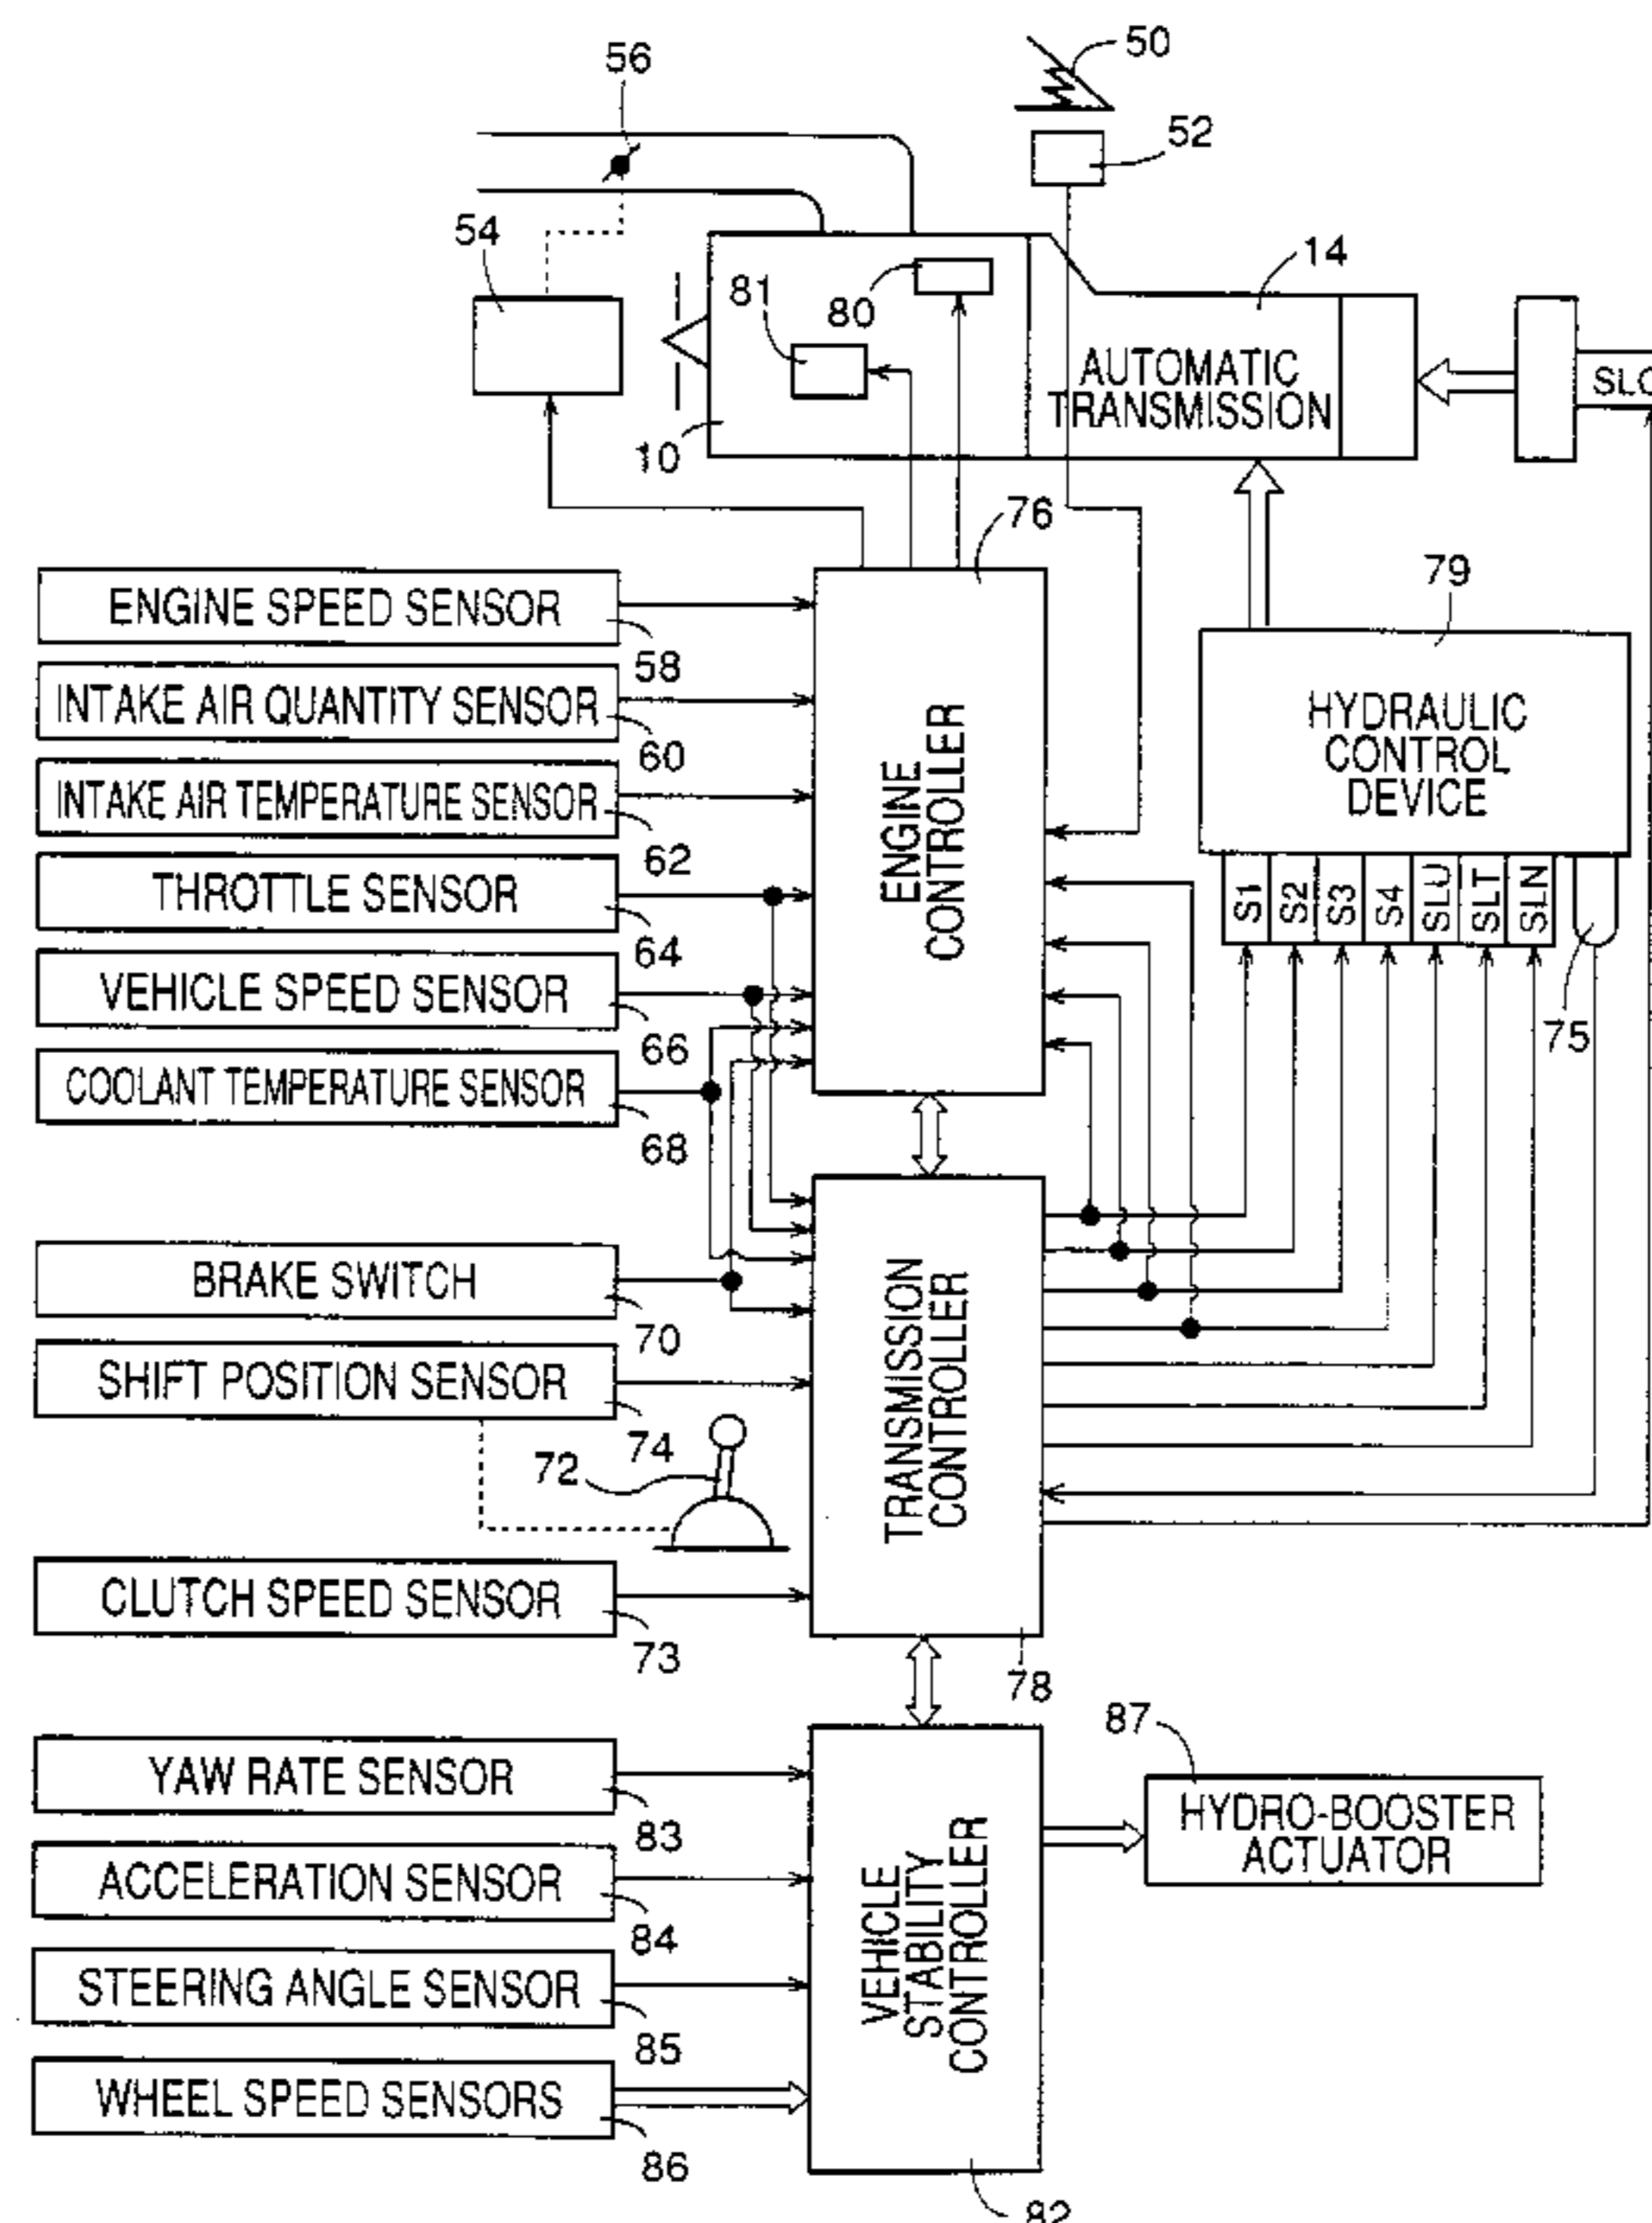 50
56
52
54
14
81
80
AUTOMATIC
TRANSMISSION
SLC
10
76
79
ENGINE SPEED SENSOR
58
INTAKE AIR QUANTITY SENSOR
60
INTAKE AIR TEMPERATURE SENSOR
62
THROTTLE SENSOR
64
VEHICLE SPEED SENSOR
66
COOLANT TEMPERATURE SENSOR
68
ENGINE
CONTROLLER
HYDRAULIC
CONTROL
DEVICE
S1
S2
S3
S4
SLU
SLT
SLN
75
BRAKE SWITCH
70
SHIFT POSITION SENSOR
74
72
CLUTCH SPEED SENSOR
73
TRANSMISSION
CONTROLLER
78
YAW RATE SENSOR
83
ACCELERATION SENSOR
84
STEERING ANGLE SENSOR
85
WHEEL SPEED SENSORS
86
VEHICLE
STABILITY
CONTROLLER
82
87
HYDRO-BOOSTER
ACTUATOR